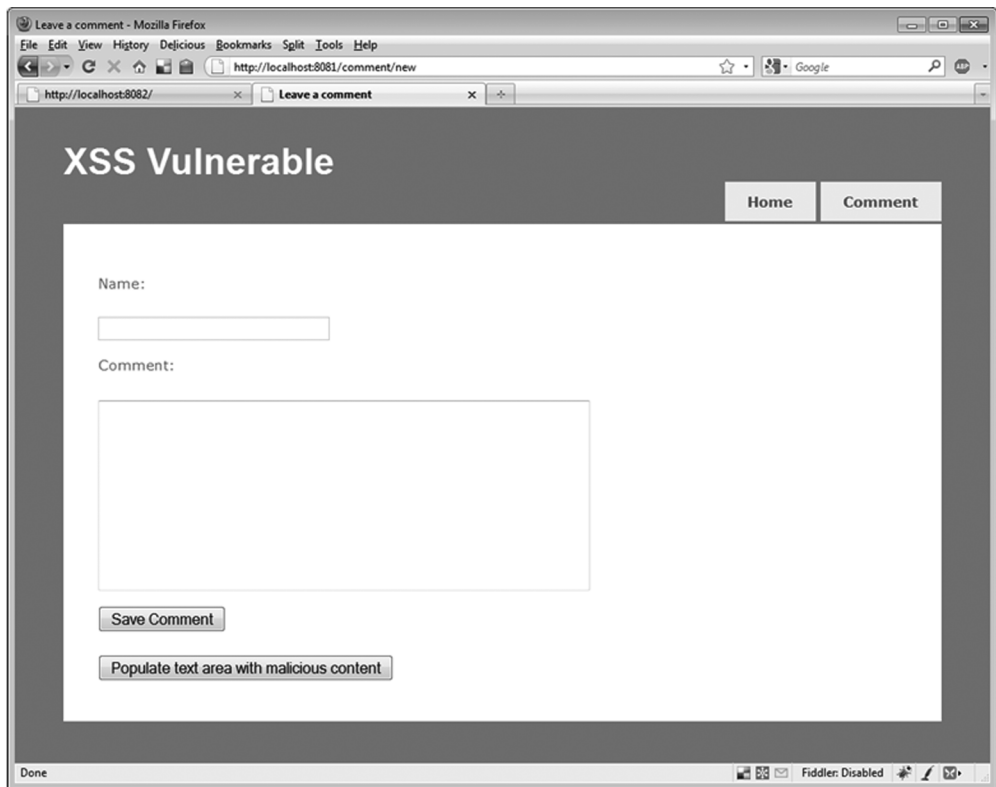 Leave a comment - Mozilla Firefox
File Edit View History Delicious Bookmarks Split Tools Help
http://localhost:8081/comment/new
Google
ABP
http://localhost:8082/
Leave a comment
XSS Vulnerable
Home Comment
Name:
Comment:
Save Comment
Populate text area with malicious content
Done
Fiddler: Disabled